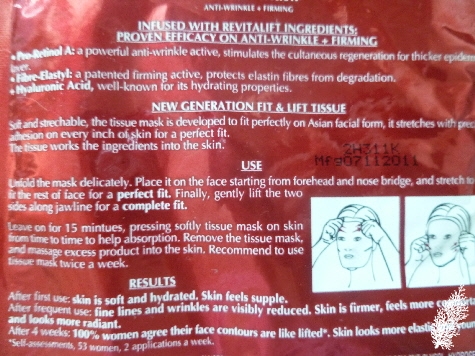 ANTI-WRINKLE + FIRMING
INFUSED WITH REVITALIFT INGREDIENTS:
PROVEN EFFICACY ON ANTI-WRINKLE + FIRMING
• Pro-Retinol A: a powerful anti-wrinkle active, stimulates the cultaneous regeneration for thicker epiderm
layer.
• Fibre-Elastyl: a patented firming active, protects elastin fibres from degradation.
• Hyaluronic Acid, well-known for its hydrating properties.
NEW GENERATION FIT & LIFT TISSUE
Soft and strechable, the tissue mask is developed to fit perfectly on Asian facial form, it stretches with prec
adhesion on every inch of skin for a perfect fit.
The tissue works the ingredients into the skin.
2H311K
Mfg07112011
USE
Unfold the mask delicately. Place it on the face starting from forehead and nose bridge, and stretch to
fit the rest of face for a perfect fit. Finally, gently lift the two
sides along jawline for a complete fit.
Leave on for 15 mintues, pressing softly tissue mask on skin
from time to time to help absorption. Remove the tissue mask,
and massage excess product into the skin. Recommend to use
tissue mask twice a week.
RESULTS
After first use: skin is soft and hydrated. Skin feels supple.
After frequent use: fine lines and wrinkles are visibly reduced. Skin is firmer, feels more
and looks more radiant.
After 4 weeks: 100% women agree their face contours are like lifted*. Skin looks more
*Self-assessments, 53 women, 2 applications a week.